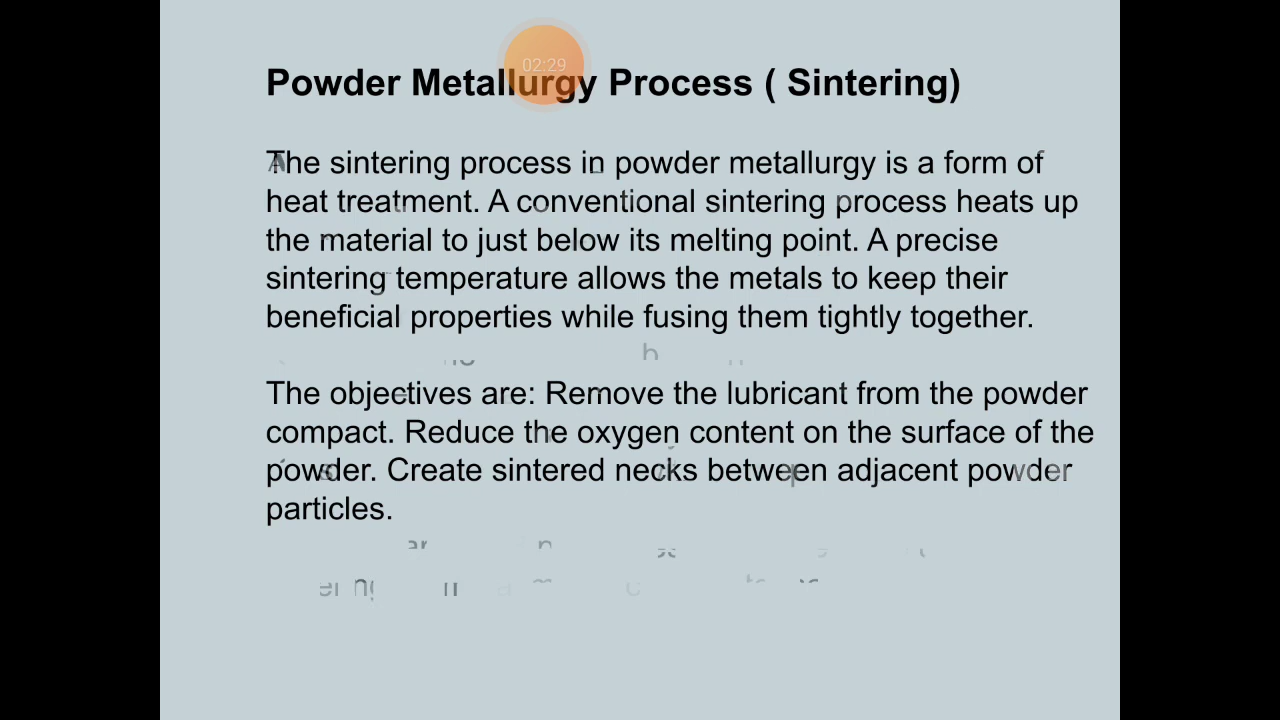 02:29
Powder Metallurgy Process ( Sintering)
The sintering process in powder metallurgy is a form of
heat treatment. A conventional sintering process heats up
the material to just below its melting point. A precise
sintering temperature allows the metals to keep their
beneficial properties while fusing them tightly together.
The objectives are: Remove the lubricant from the powder
compact. Reduce the oxygen content on the surface of the
powder. Create sintered necks between adjacent powder
particles.